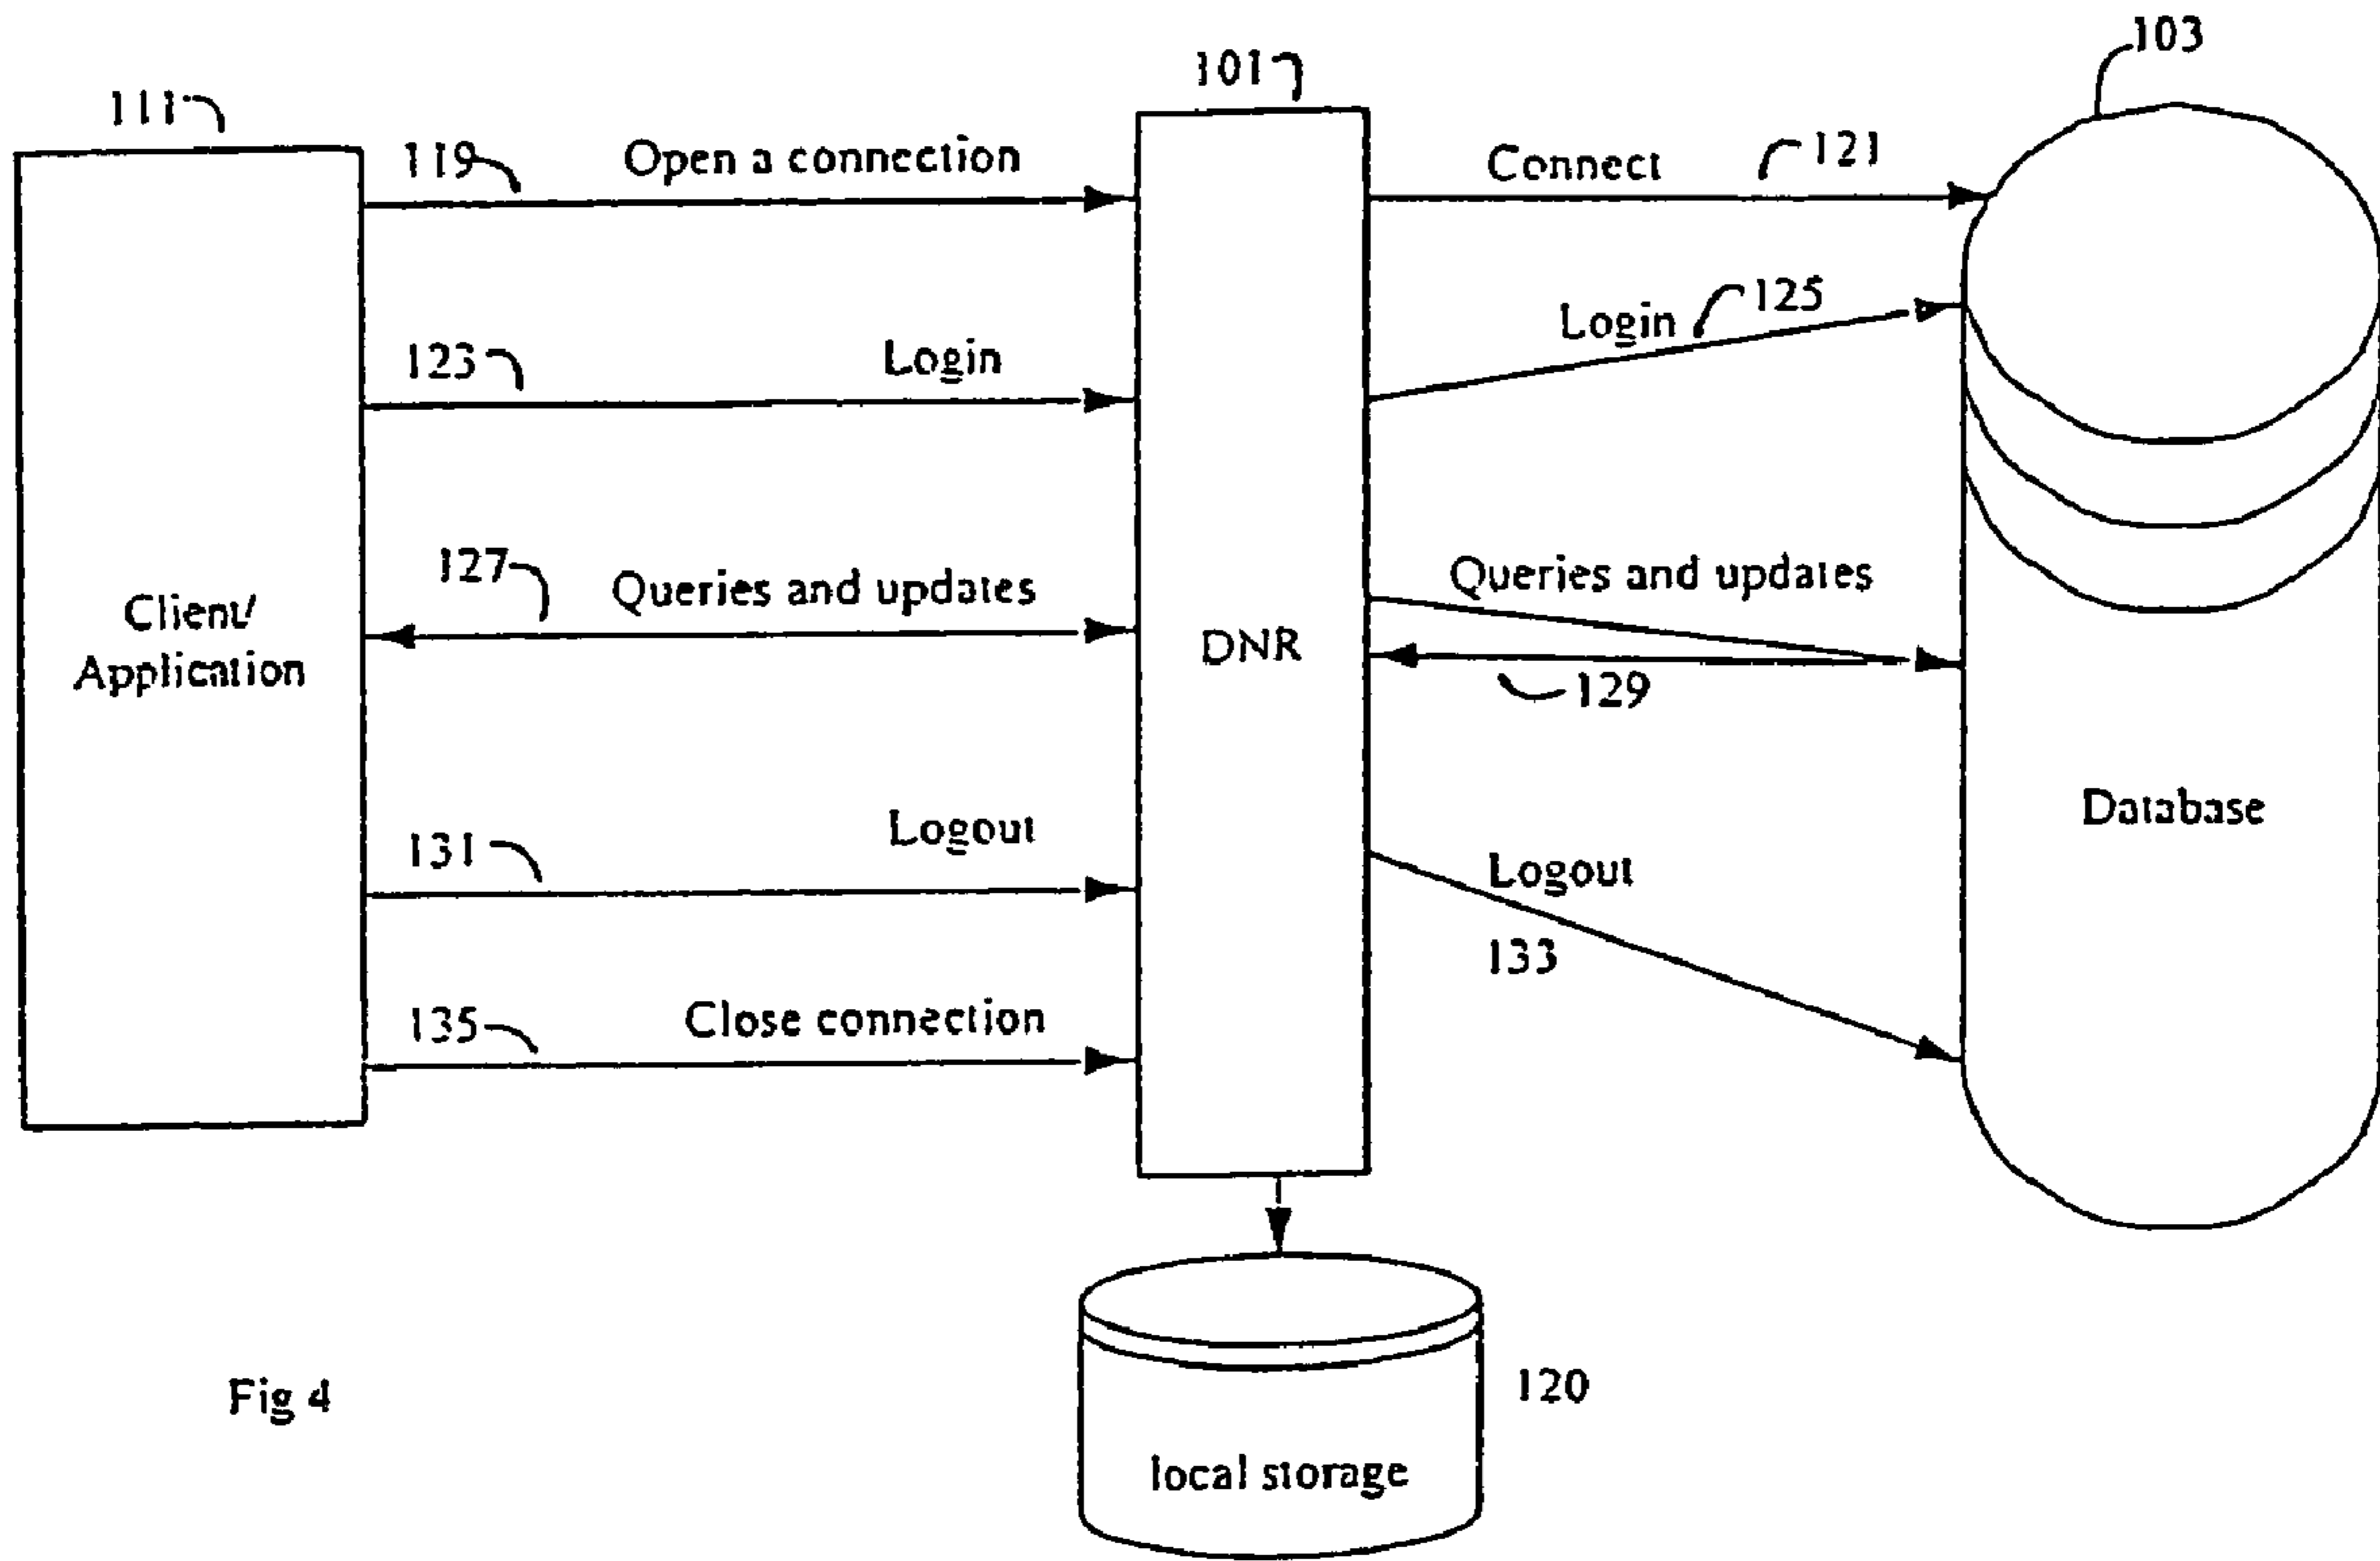 103
101
111
119 Open a connection
Connect 121
Login 125
123 Login
127 Queries and updates
Queries and updates
Client/
Application
DNR
129
Database
131 Logout
Logout
133
135 Close connection
Fig 4
120
local storage